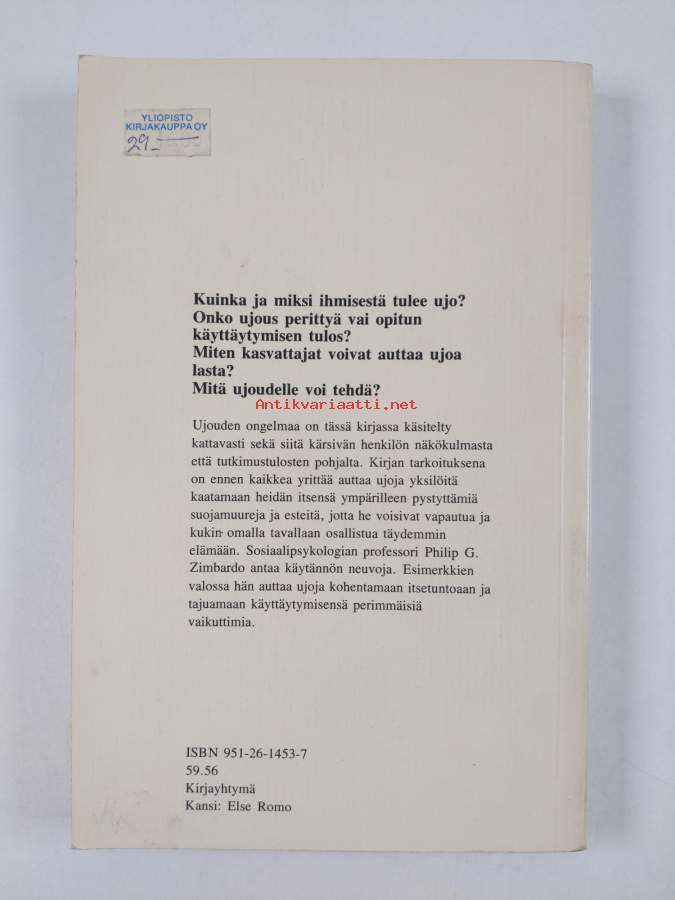 YLIOPISTO
KIRJAKAUPPA OY
29-
Kuinka ja miksi ihmisestä tulee ujo?
Onko ujous perittyä vai opitun
käyttäytymisen tulos?
Miten kasvattajat voivat auttaa ujoa
lasta?
Mitä ujoudelle voi tehdä?
Antikvariaatti.net
Ujouden ongelmaa on tässä kirjassa käsitelty
kattavasti sekä siitä kärsivän henkilön näkökulmasta
että tutkimustulosten pohjalta. Kirjan tarkoituksena
on ennen kaikkea yrittää auttaa ujoja yksilöitä
kaatamaan heidän itsensä ympärilleen pystyttämiä
suojamuureja ja esteitä, jotta he voisivat vapautua ja
kukin omalla tavallaan osallistua täydemmin
elämään. Sosiaalipsykologian professori Philip G.
Zimbardo antaa käytännön neuvoja. Esimerkkien
valossa hän auttaa ujoja kohentamaan itsetuntoaan ja
tajuamaan käyttäytymisensä perimmäisiä
vaikuttimia.
ISBN 951-26-1453-7
59.56
Kirjayhtymä
Kansi: Else Romo